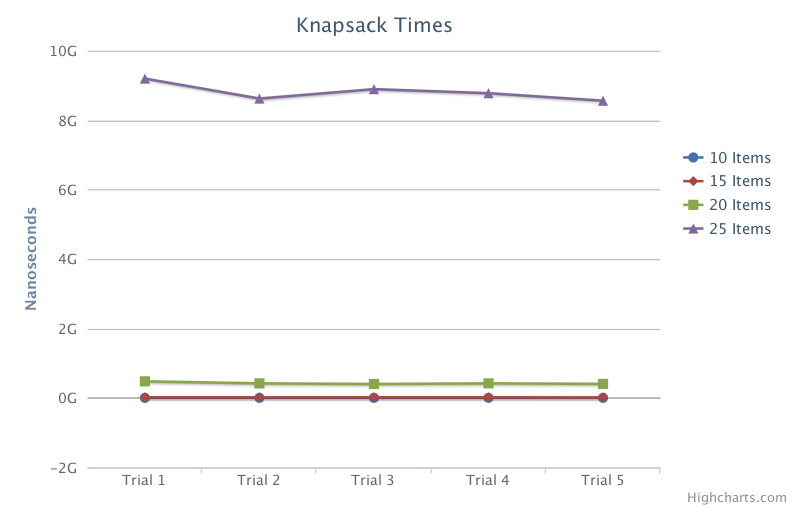 Knapsack Times
10G
8G
6G
4G
2G
0G
−2G
Nanoseconds
Trial 1
Trial 2
Trial 3
Trial 4
Trial 5
10 Items
15 Items
20 Items
25 Items
Highcharts.com